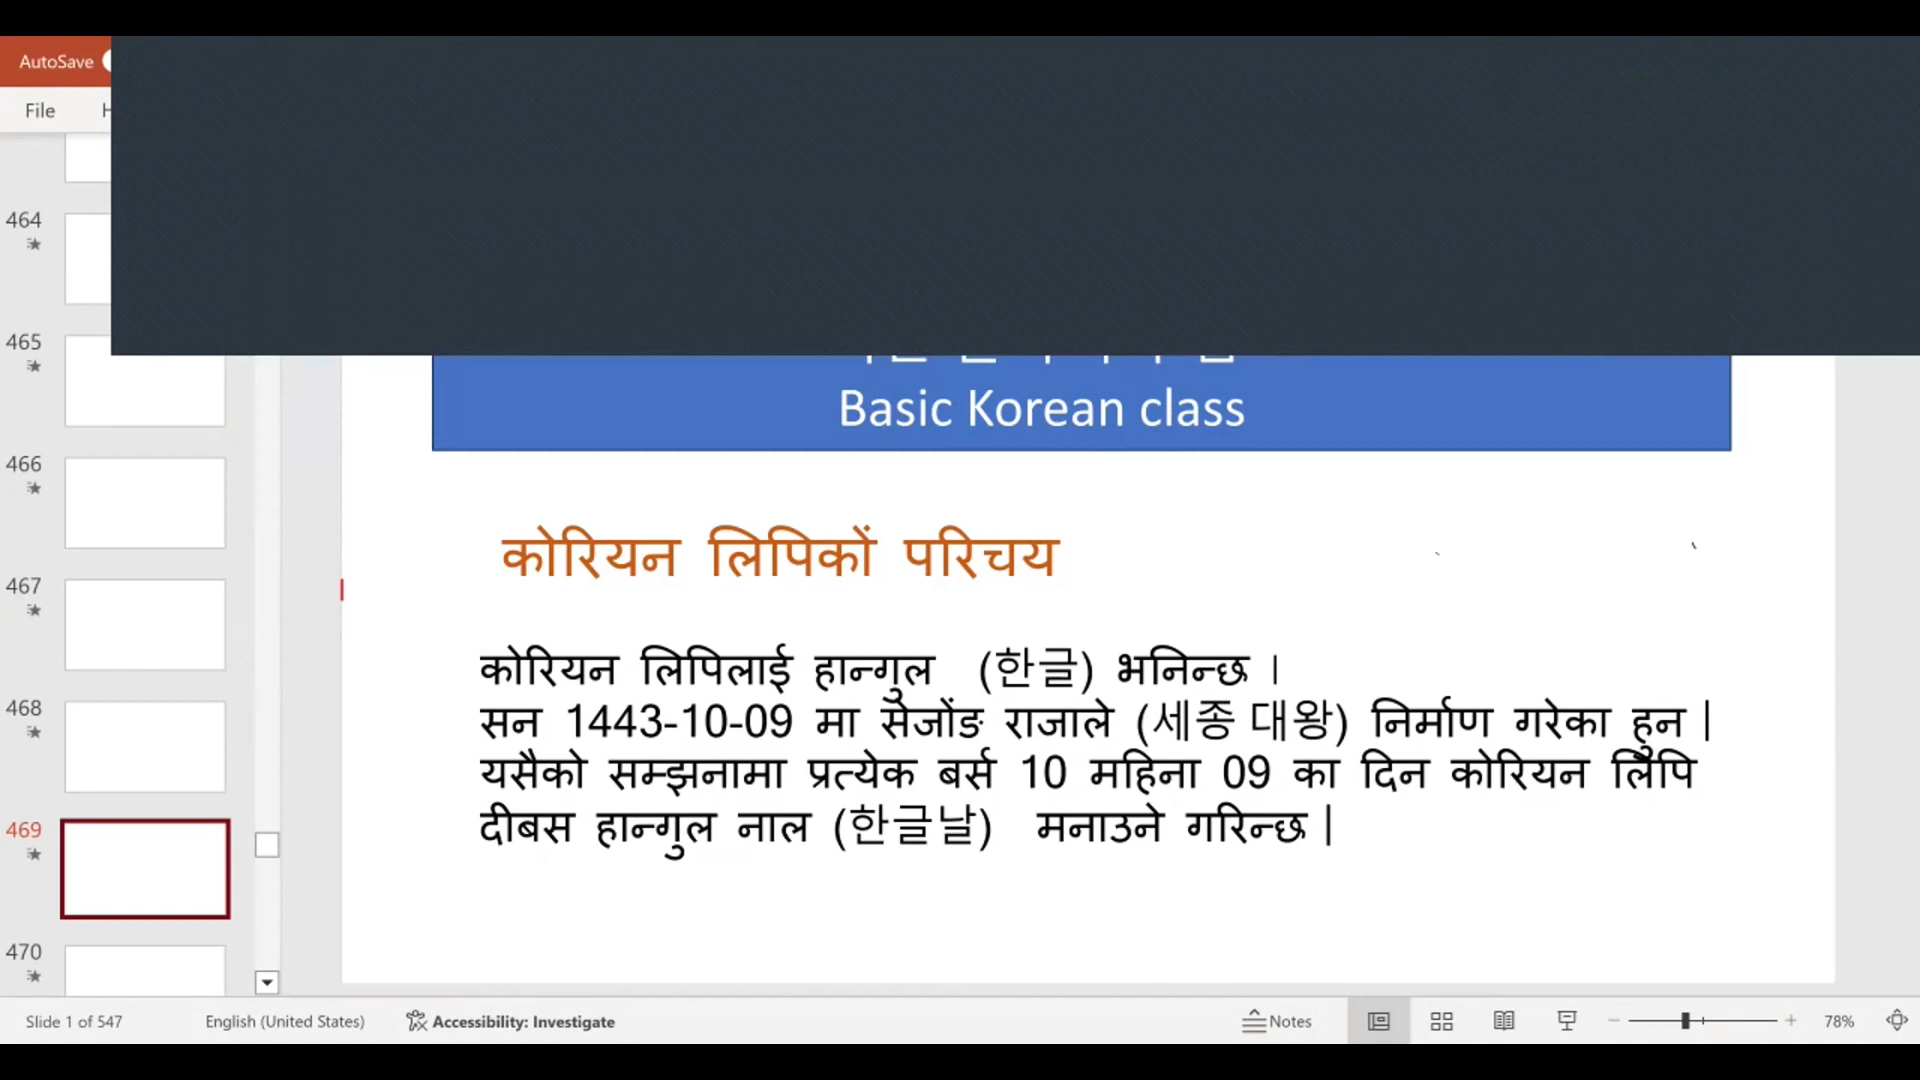 AutoSave
File
464
465
466
467
468
469
470
Basic Korean class
कोरियन लिपिकों परिचय
कोरियन लिपिलाई हान्गुल (한글) भनिन्छ ।
सन 1443-10-09 मा सेजोंङ राजाले (세종 대왕) निर्माण गरेका हुन|
यसैको सम्झनामा प्रत्येक बर्स 10 महिना 09 का दिन कोरियन लिपि
दीबस हान्गुल नाल (한글날) मनाउने गरिन्छ|
Slide 1 of 547
English (United States)
Accessibility: Investigate
Notes
78%